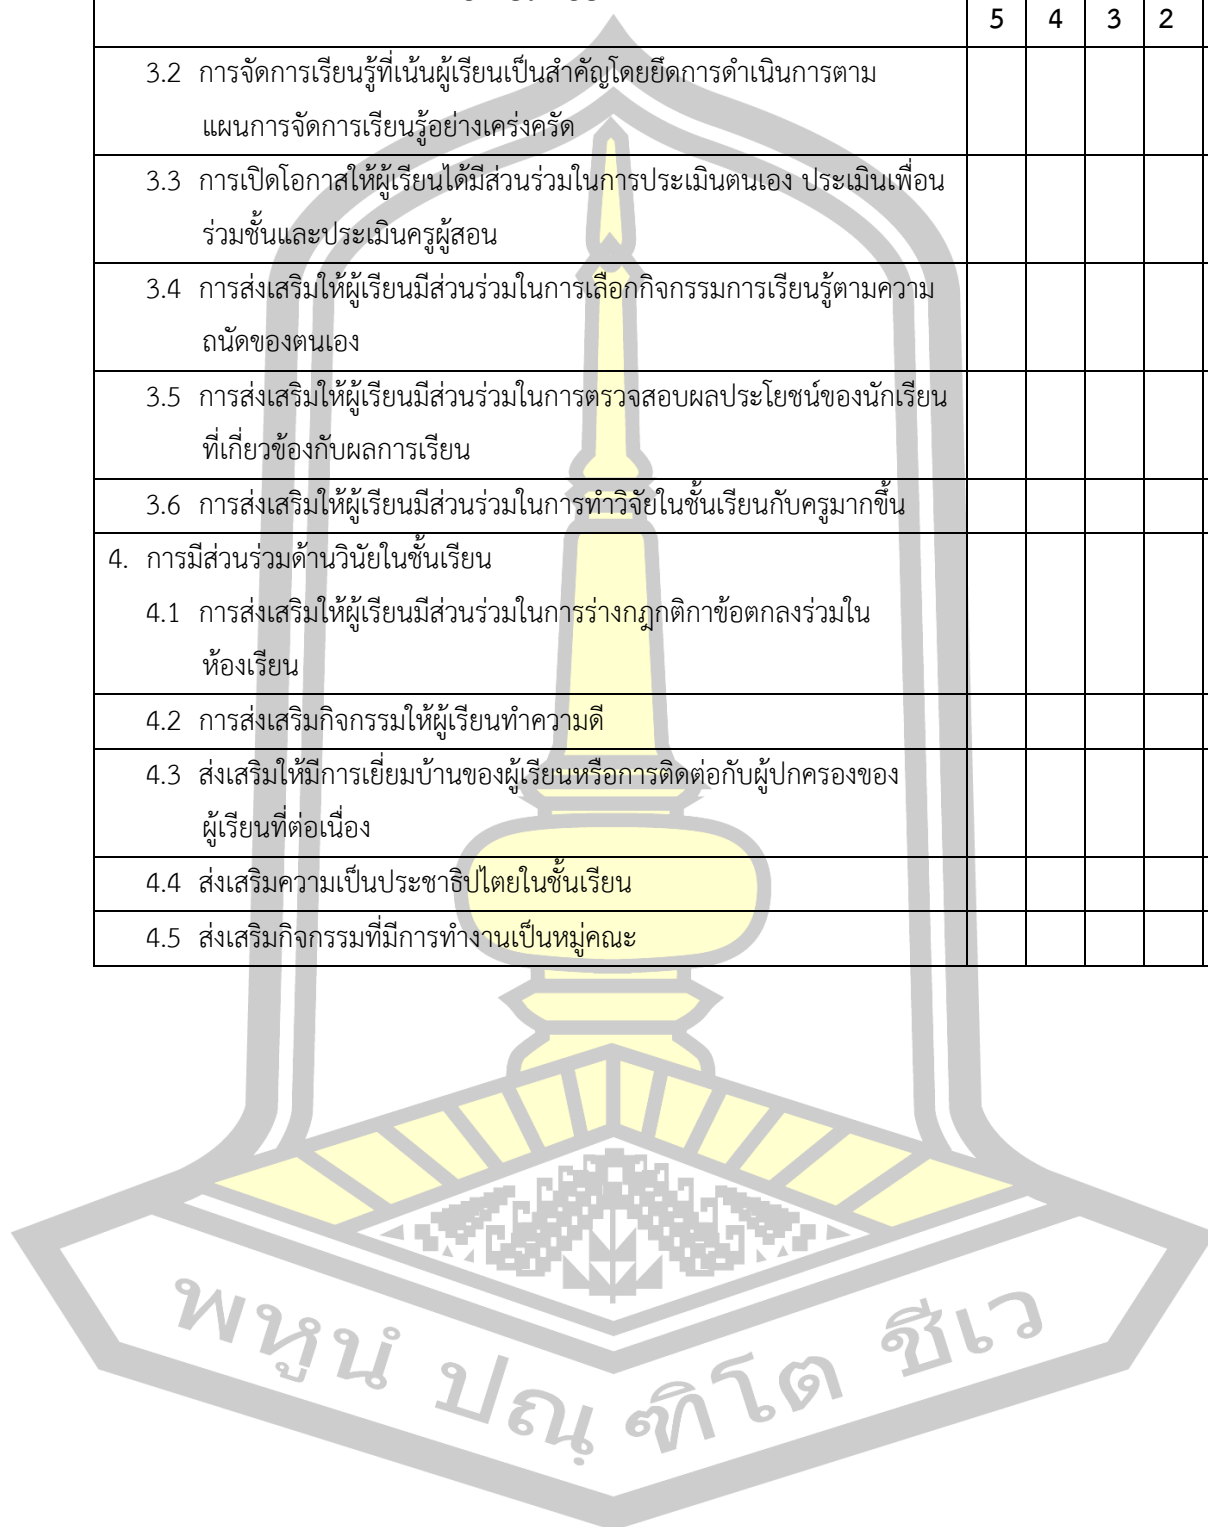 5 4 3 2
3.2 การจัดการเรียนรู้ที่เน้นผู้เรียนเป็นสำคัญโดยยึดการดำเนินการตาม
แผนการจัดการเรียนรู้อย่างเคร่งครัด
3.3 การเปิดโอกาสให้ผู้เรียนได้มีส่วนร่วมในการประเมินตนเอง ประเมินเพื่อน
ร่วมชั้นและประเมินครูผู้สอน
3.4 การส่งเสริมให้ผู้เรียนมีส่วนร่วมในการเลือกกิจกรรมการเรียนรู้ตามความ
ถนัดของตนเอง
3.5 การส่งเสริมให้ผู้เรียนมีส่วนร่วมในการตรวจสอบผลประโยชน์ของนักเรียน
ที่เกี่ยวข้องกับผลการเรียน
3.6 การส่งเสริมให้ผู้เรียนมีส่วนร่วมในการทำวิจัยในชั้นเรียนกับครูมากขึ้น
4. การมีส่วนร่วมด้านวินัยในชั้นเรียน
4.1 การส่งเสริมให้ผู้เรียนมีส่วนร่วมในการร่างกฎกติกาข้อตกลงร่วมใน
ห้องเรียน
4.2 การส่งเสริมกิจกรรมให้ผู้เรียนทำความดี
4.3 ส่งเสริมให้มีการเยี่ยมบ้านของผู้เรียนหรือการติดต่อกับผู้ปกครองของ
ผู้เรียนที่ต่อเนื่อง
4.4 ส่งเสริมความเป็นประชาธิปไตยในชั้นเรียน
4.5 ส่งเสริมกิจกรรมที่มีการทำงานเป็นหมู่คณะ
พหูนํ ปณฺ ฑิโต ชีเว